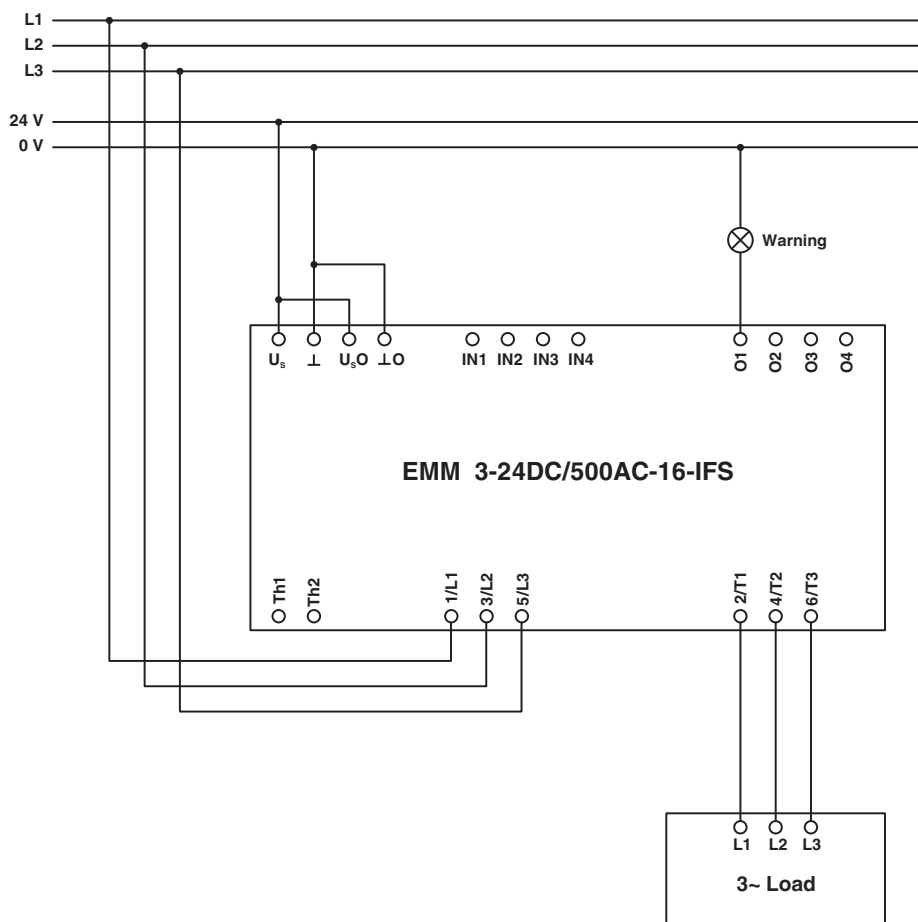 L1
L2
L3
24 V
0 V
Warning
Us ⊥ UsO ⊥O IN1 IN2 IN3 IN4 O1 O2 O3 O4
EMM 3-24DC/500AC-16-IFS
Th1 Th2 1/L1 3/L2 5/L3 2/T1 4/T2 6/T3
L1 L2 L3
3~ Load